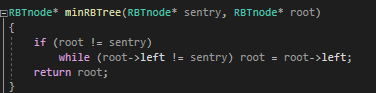 RBTnode* minRBTree(RBTnode* sentry, RBTnode* root)
{
    if (root != sentry)
        while (root->left != sentry) root = root->left;
    return root;
}